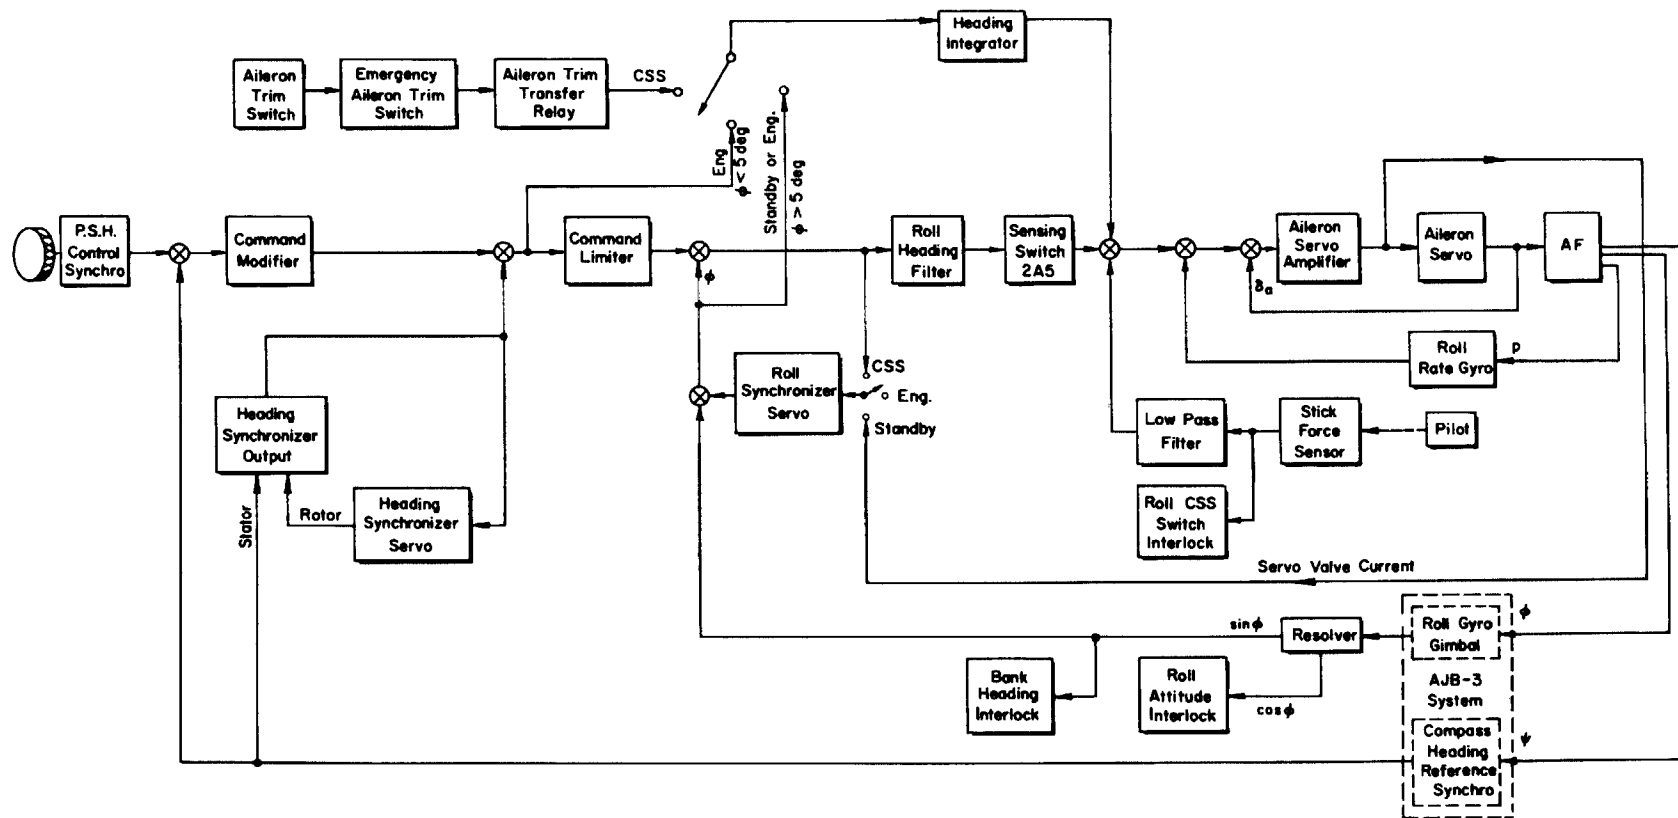 Heading
Integrator
Aileron
Trim
Switch
Emergency
Aileron Trim
Switch
Aileron Trim
Transfer
Relay
CSS
Eng
φ < 5 deg
Standby or Eng.
φ > 5 deg
P.S.H.
Control
Synchro
Command
Modifier
Command
Limiter
φ
Roll
Heading
Filter
Sensing
Switch
2A5
Aileron
Servo
Amplifier
Aileron
Servo
AF
δa
Roll
Rate Gyro
p
Roll
Synchronizer
Servo
CSS
Eng.
Standby
Heading
Synchronizer
Output
Low Pass
Filter
Stick
Force
Sensor
Pilot
Stator
Rotor
Heading
Synchronizer
Servo
Roll CSS
Switch
Interlock
Servo Valve Current
sin φ
Resolver
Roll Gyro
Gimbal
φ
Bank
Heading
Interlock
Roll
Attitude
Interlock
cos φ
AJB-3
System
Compass
Heading
Reference
Synchro
ψ